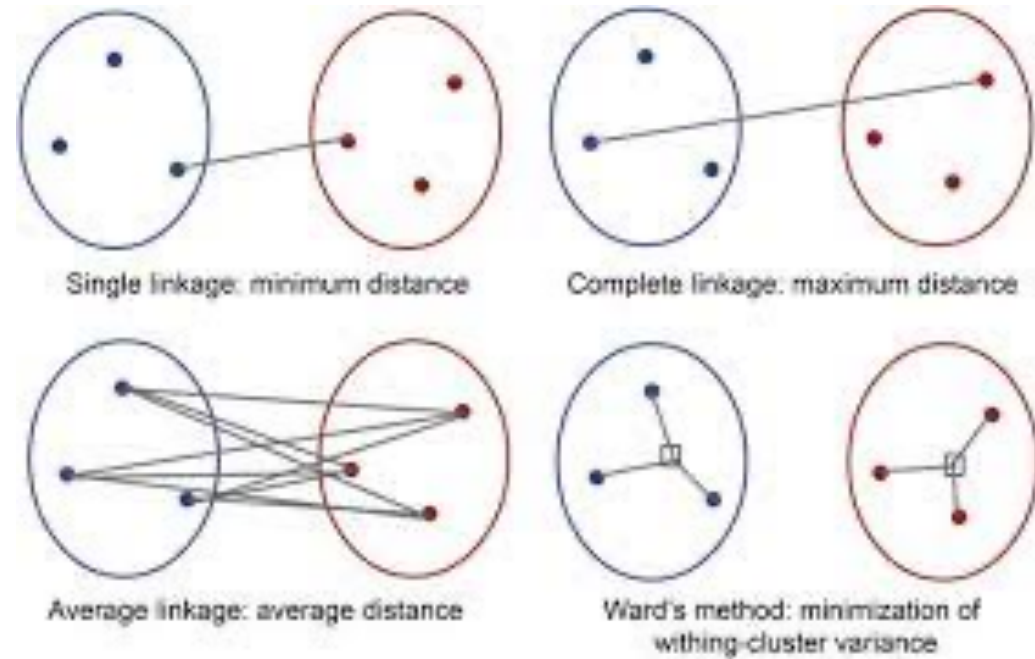 Single linkage: minimum distance
Complete linkage: maximum distance
Average linkage: average distance
Ward's method: minimization of
withing-cluster variance